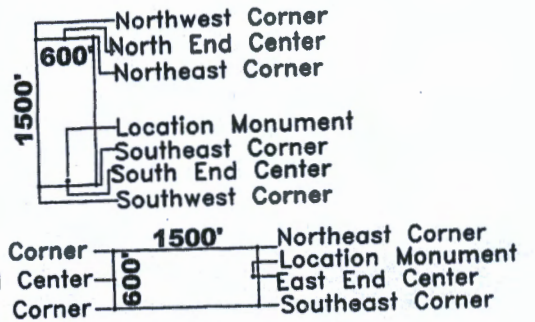 Northwest Corner
North End Center
600'
Northeast Corner
1500'
Location Monument
Southeast Corner
South End Center
Southwest Corner
1500'
Northeast Corner
Corner
Location Monument
Center
600'
East End Center
Corner
Southeast Corner